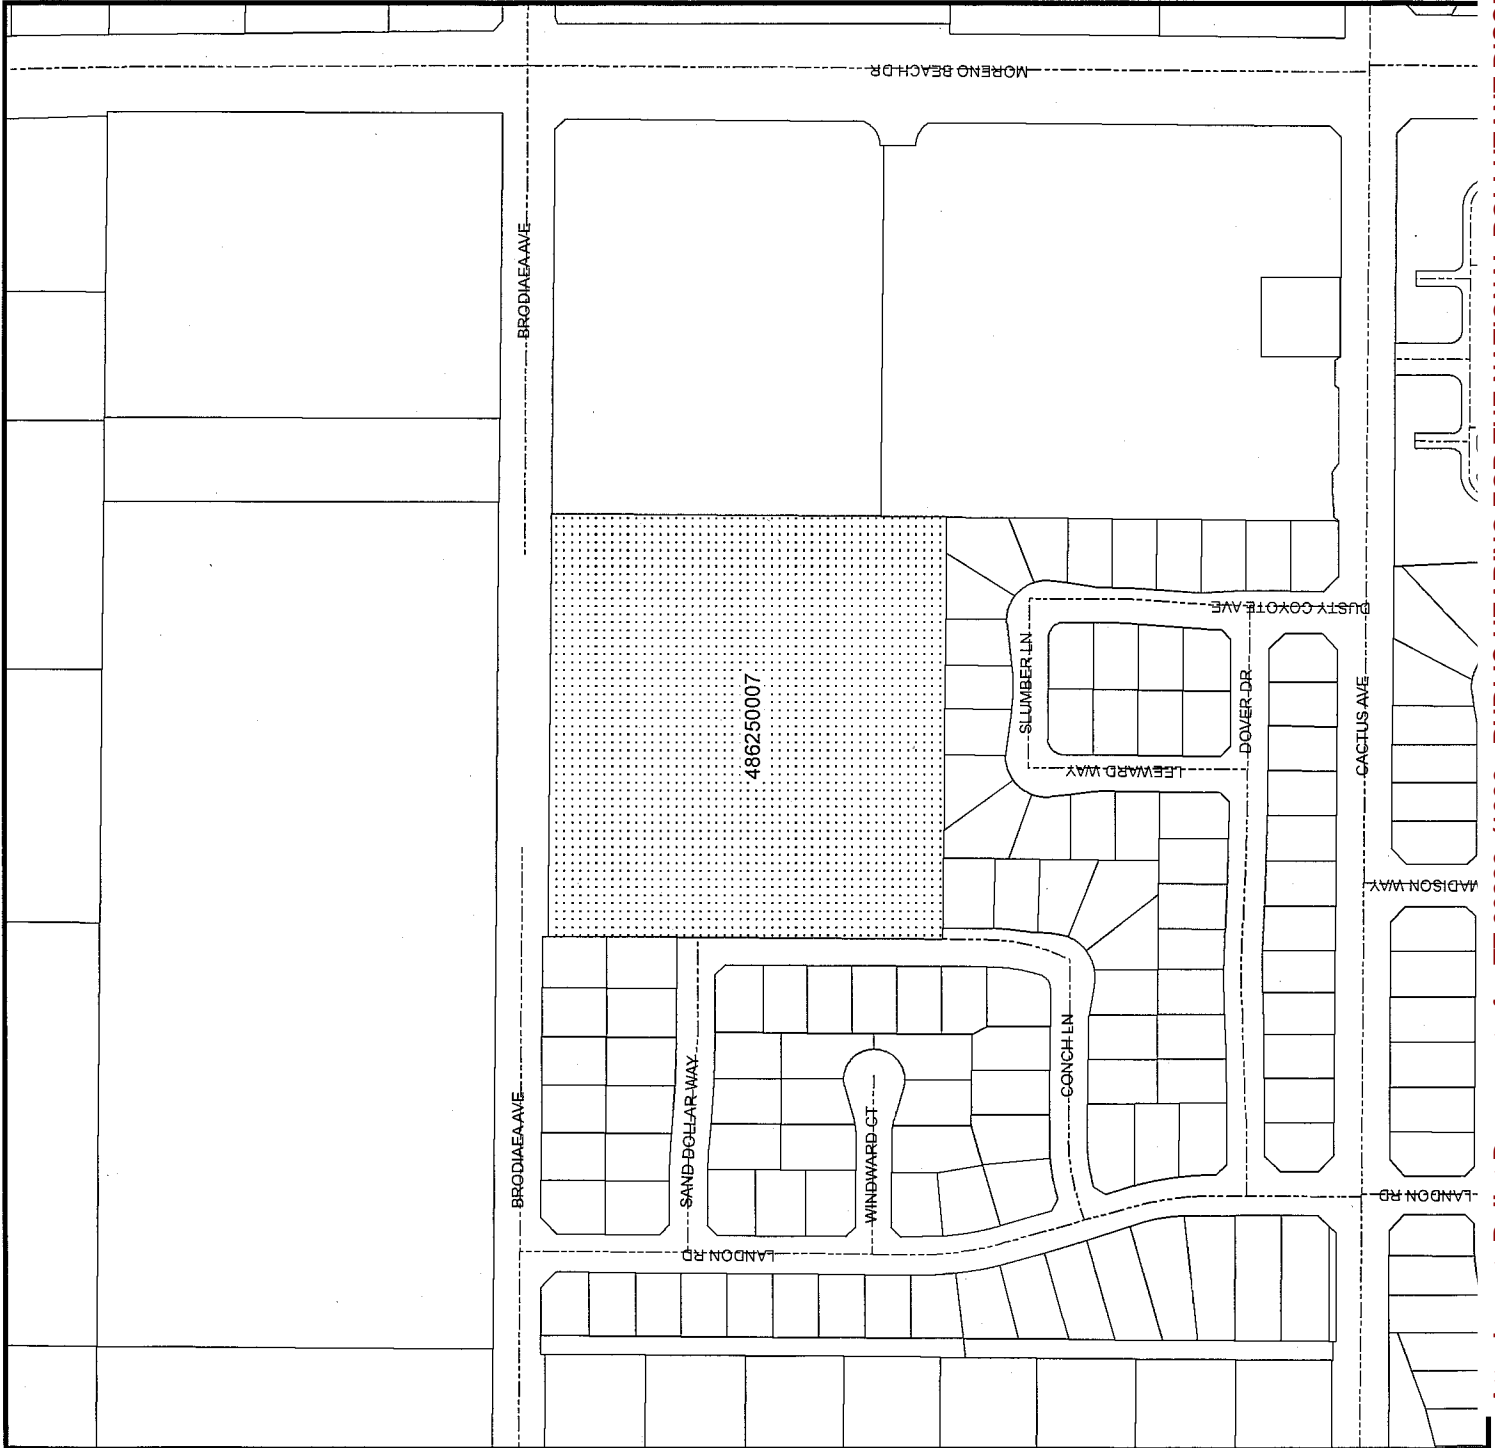 MORENO BEACH DR
BRODIAEA AVE
DUSTY COYOTE AVE
SLUMBER LN
DOVER DR
486250007
CACTUS AVE
LEEWARD WAY
MADISON WAY
CONCH LN
SAND DOLLAR WAY
BRODIAEA AVE
WINDWARD CT
LANDON RD
LANDON RD